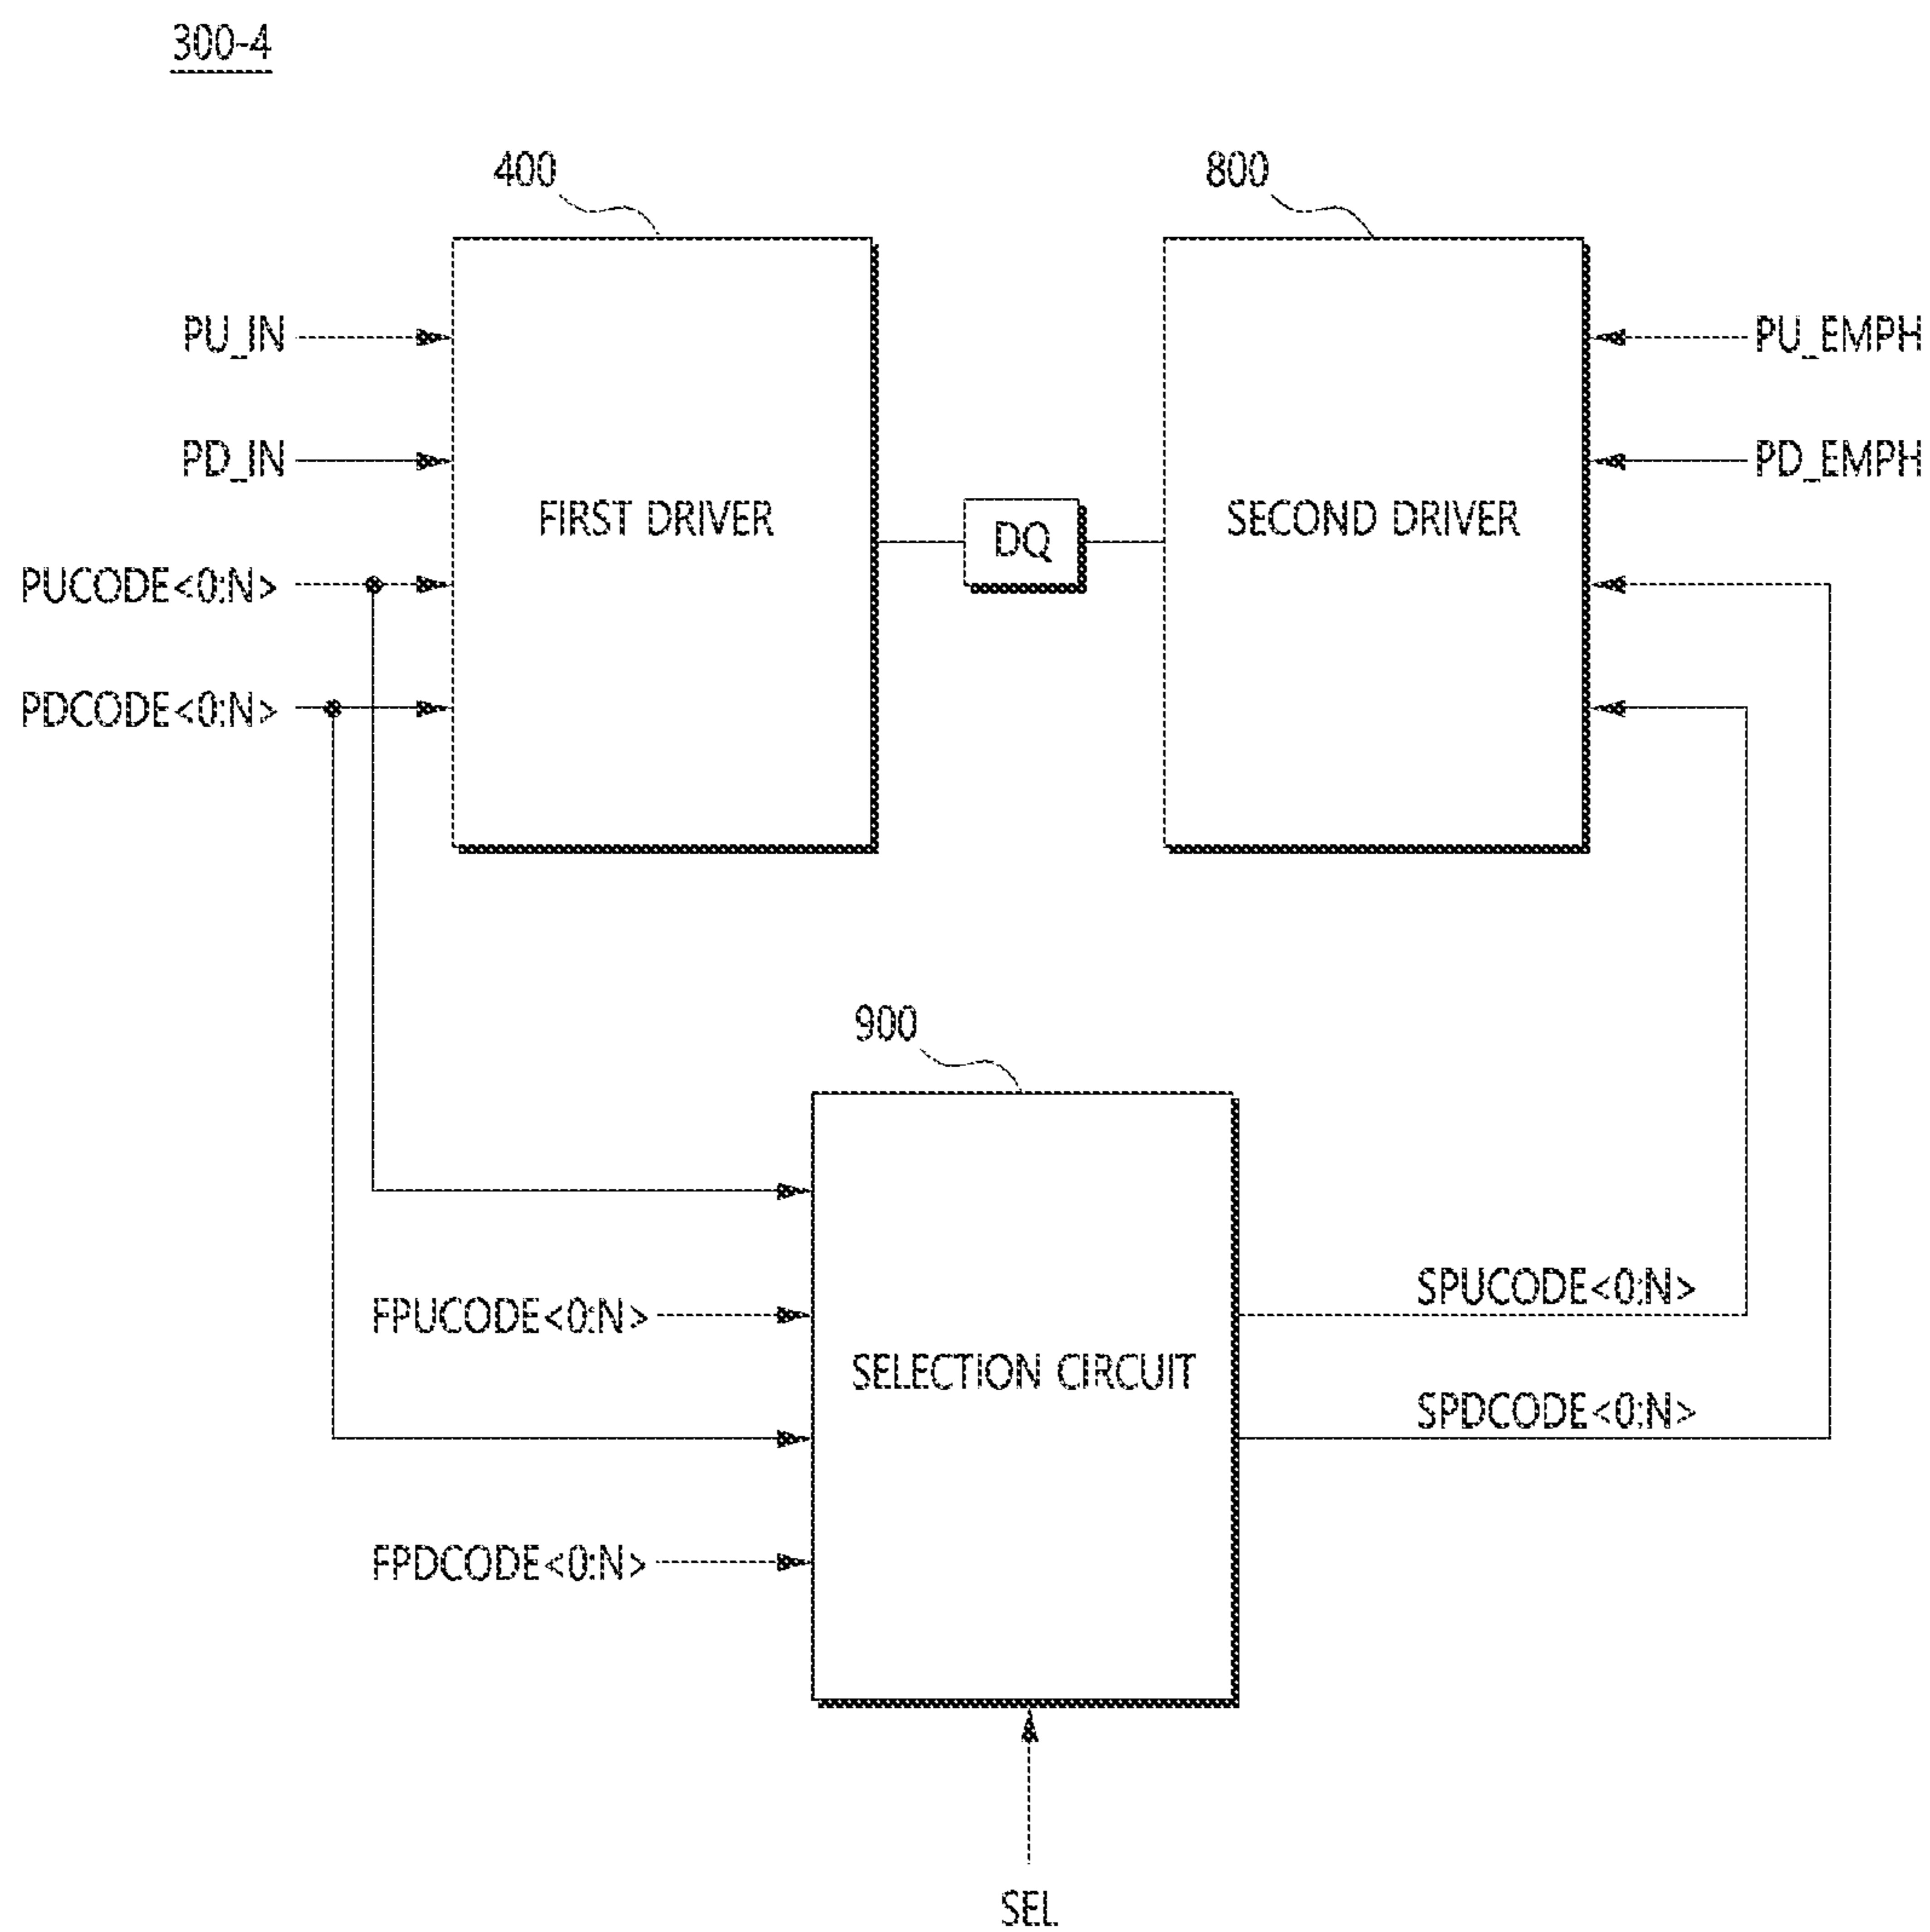 300-4
400
800
PU_IN
PU_EMPH
PD_IN
PD_EMPH
FIRST DRIVER
DQ
SECOND DRIVER
PUCODE<0:N>
PDCODE<0:N>
900
SPUCODE<0:N>
FPUCODE<0:N>
SELECTION CIRCUIT
SPDCODE<0:N>
FPDCODE<0:N>
SEL